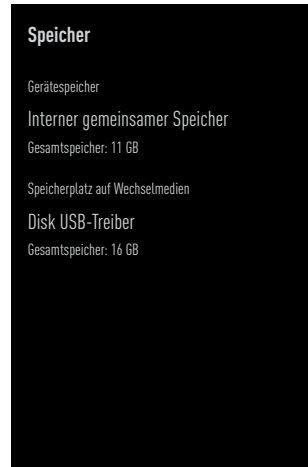 Speicher
Gerätespeicher
Interner gemeinsamer Speicher
Gesamtspeicher: 11 GB
Speicherplatz auf Wechselmedien
Disk USB-Treiber
Gesamtspeicher: 16 GB